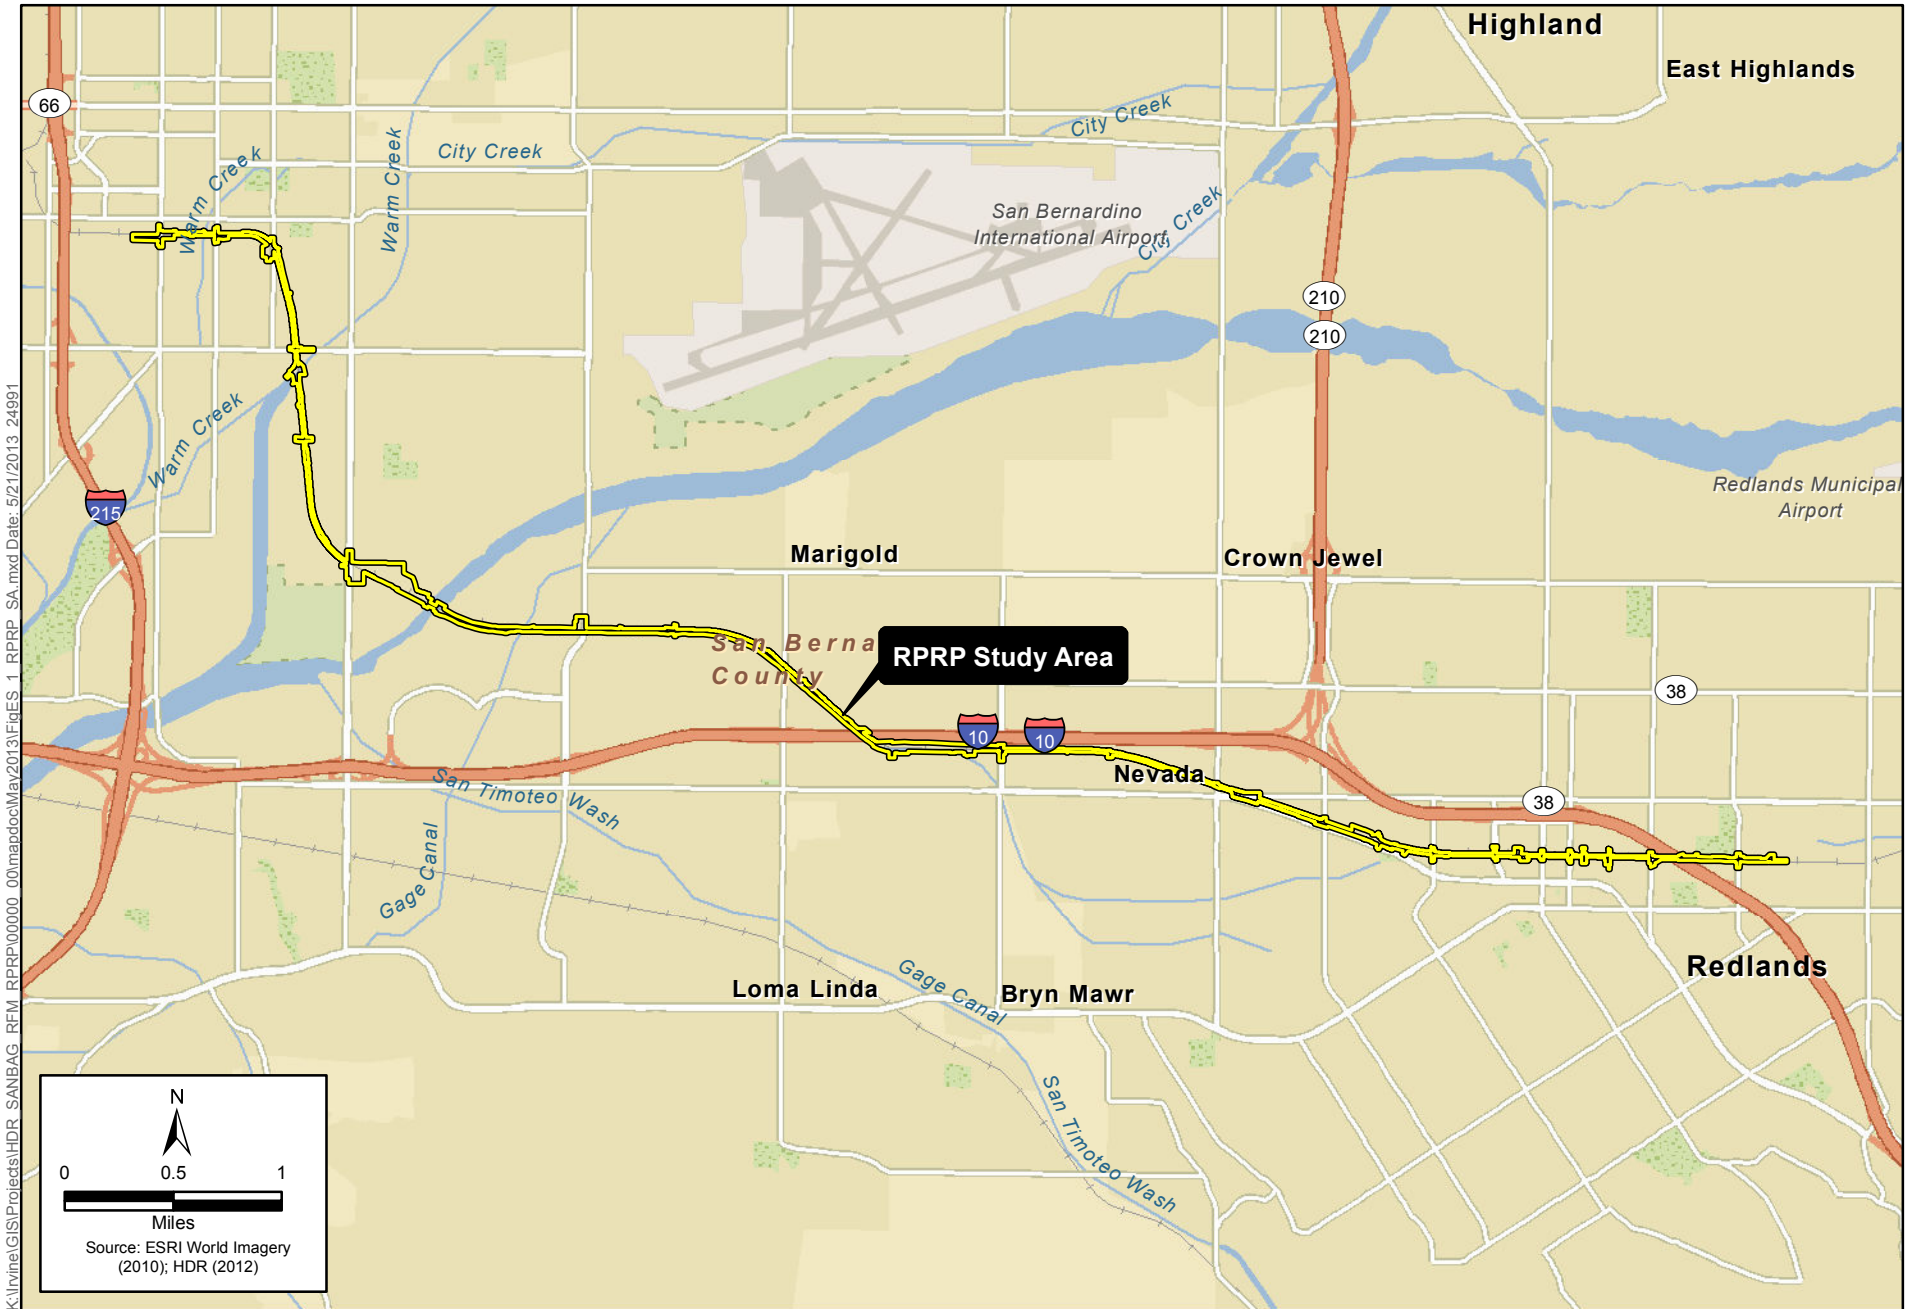 Highland
East Highlands
66
City Creek
City Creek
Warm Creek
Warm Creek
San Bernardino
International Airport
City Creek
210
210
Warm Creek
Redlands Municipal
Airport
215
Marigold
Crown Jewel
San Berna
County
RPRP Study Area
38
10
10
Nevada
San Timoteo Wash
38
Gage Canal
Gage Canal
Loma Linda
Bryn Mawr
Redlands
San Timoteo Wash
N
0 0.5 1
Miles
Source: ESRI World Imagery
(2010); HDR (2012)
K:\Irvine\GIS\Projects\HDR_SANBAG_RFM_RPRP\00000_00\mapdoc\May2013\FigES_1_RPRP_SA.mxd Date: 5/21/2013 24991